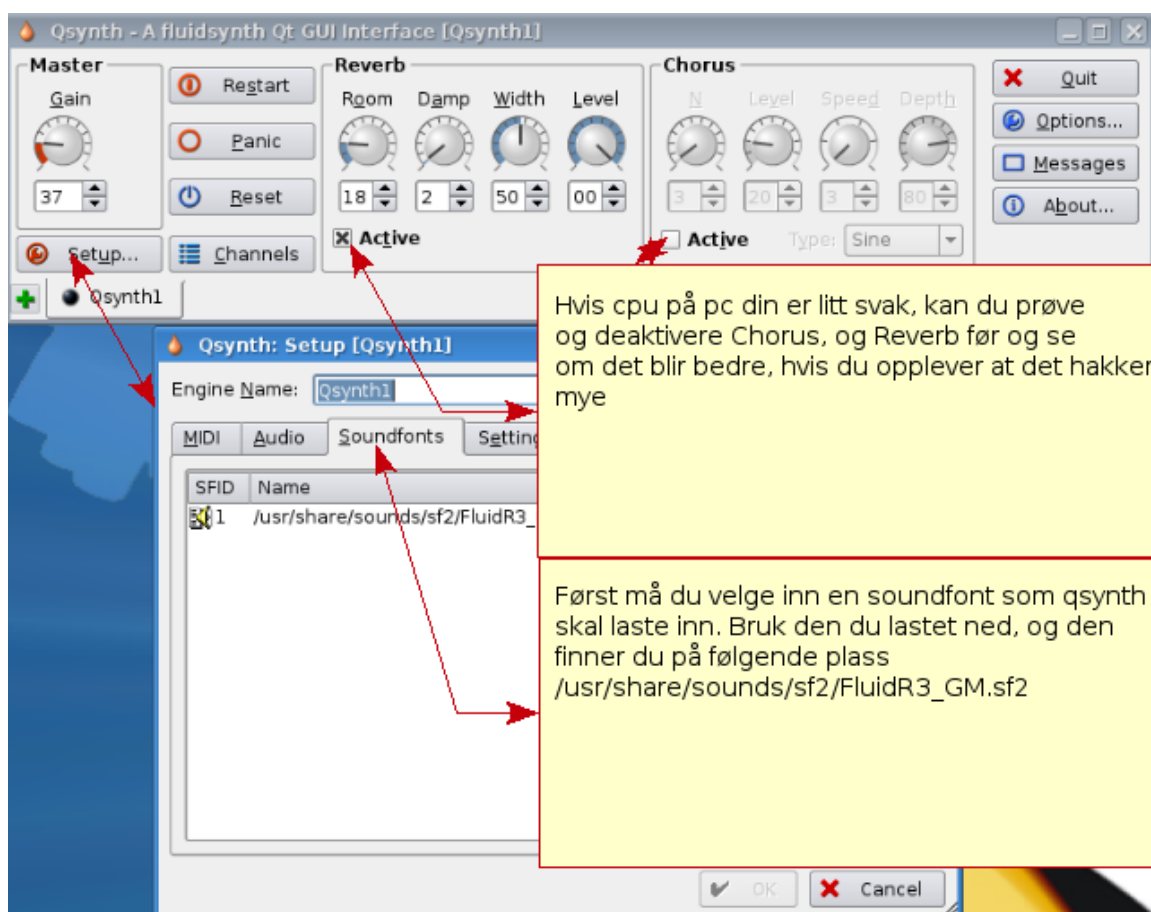 Qsynth - A fluidsynth Qt GUI Interface [Qsynth1]
Master
Gain
37
Setup...
Restart
Panic
Reset
Channels
Reverb
Room Damp Width Level
18 2 50 00
Active
Chorus
N Level Speed Depth
3 20 3 80
Active Type: Sine
Quit
Options...
Messages
About...
Qsynth1
Hvis cpu på pc din er litt svak, kan du prøve
og deaktivere Chorus, og Reverb før og se
om det blir bedre, hvis du opplever at det hakker
mye
Qsynth: Setup [Qsynth1]
Engine Name: Qsynth1
MIDI Audio Soundfonts Setting
SFID Name
1 /usr/share/sounds/sf2/FluidR3_
Først må du velge inn en soundfont som qsynth
skal laste inn. Bruk den du lastet ned, og den
finner du på følgende plass
/usr/share/sounds/sf2/FluidR3_GM.sf2
OK Cancel